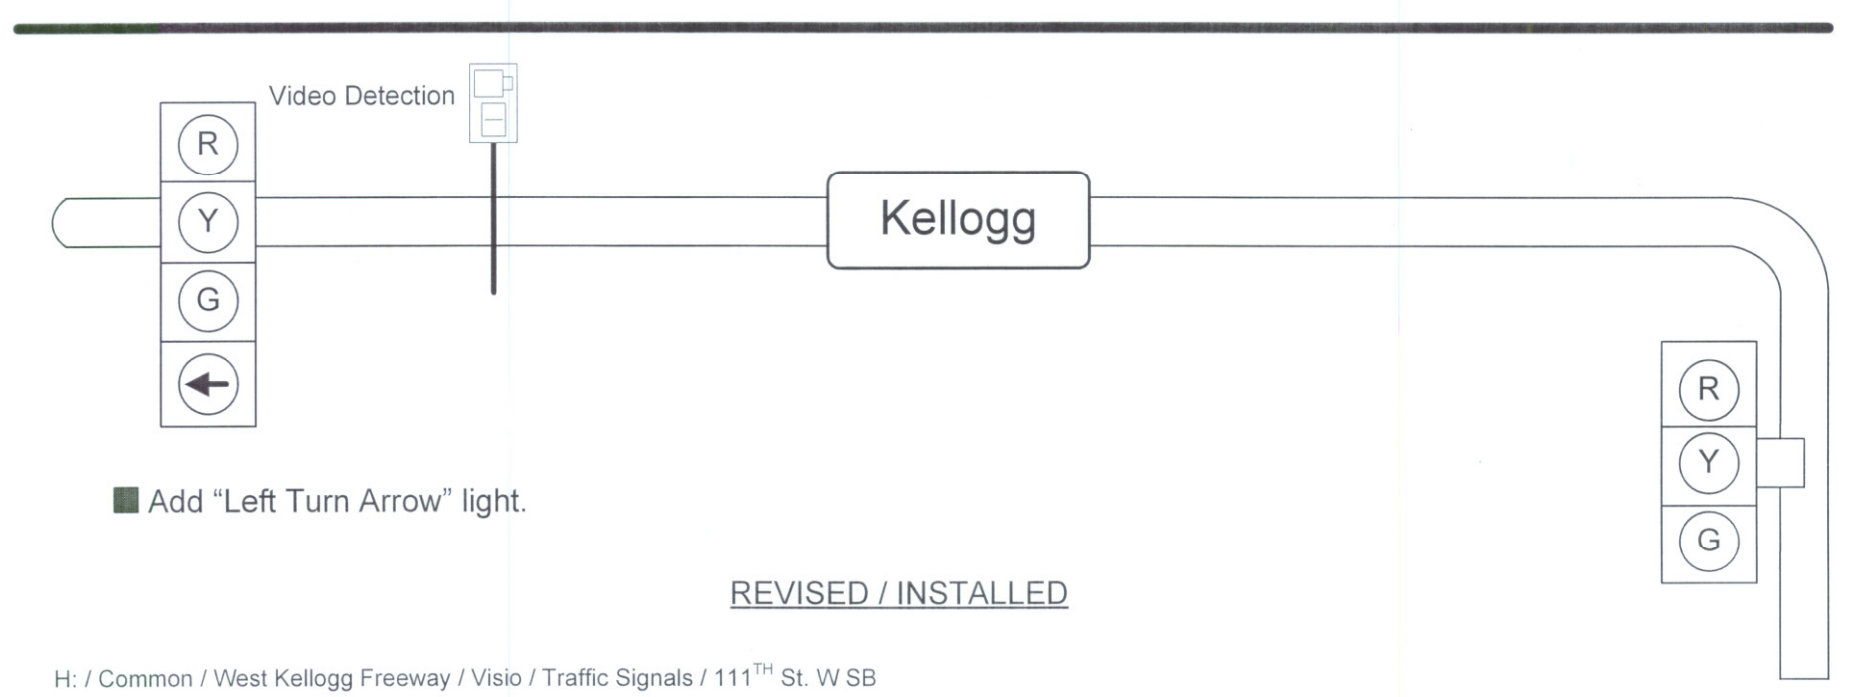 Video Detection
R
Y
G
Kellogg
R
Y
G
Add “Left Turn Arrow” light.
REVISED / INSTALLED
H: / Common / West Kellogg Freeway / Visio / Traffic Signals / 111TH St. W SB